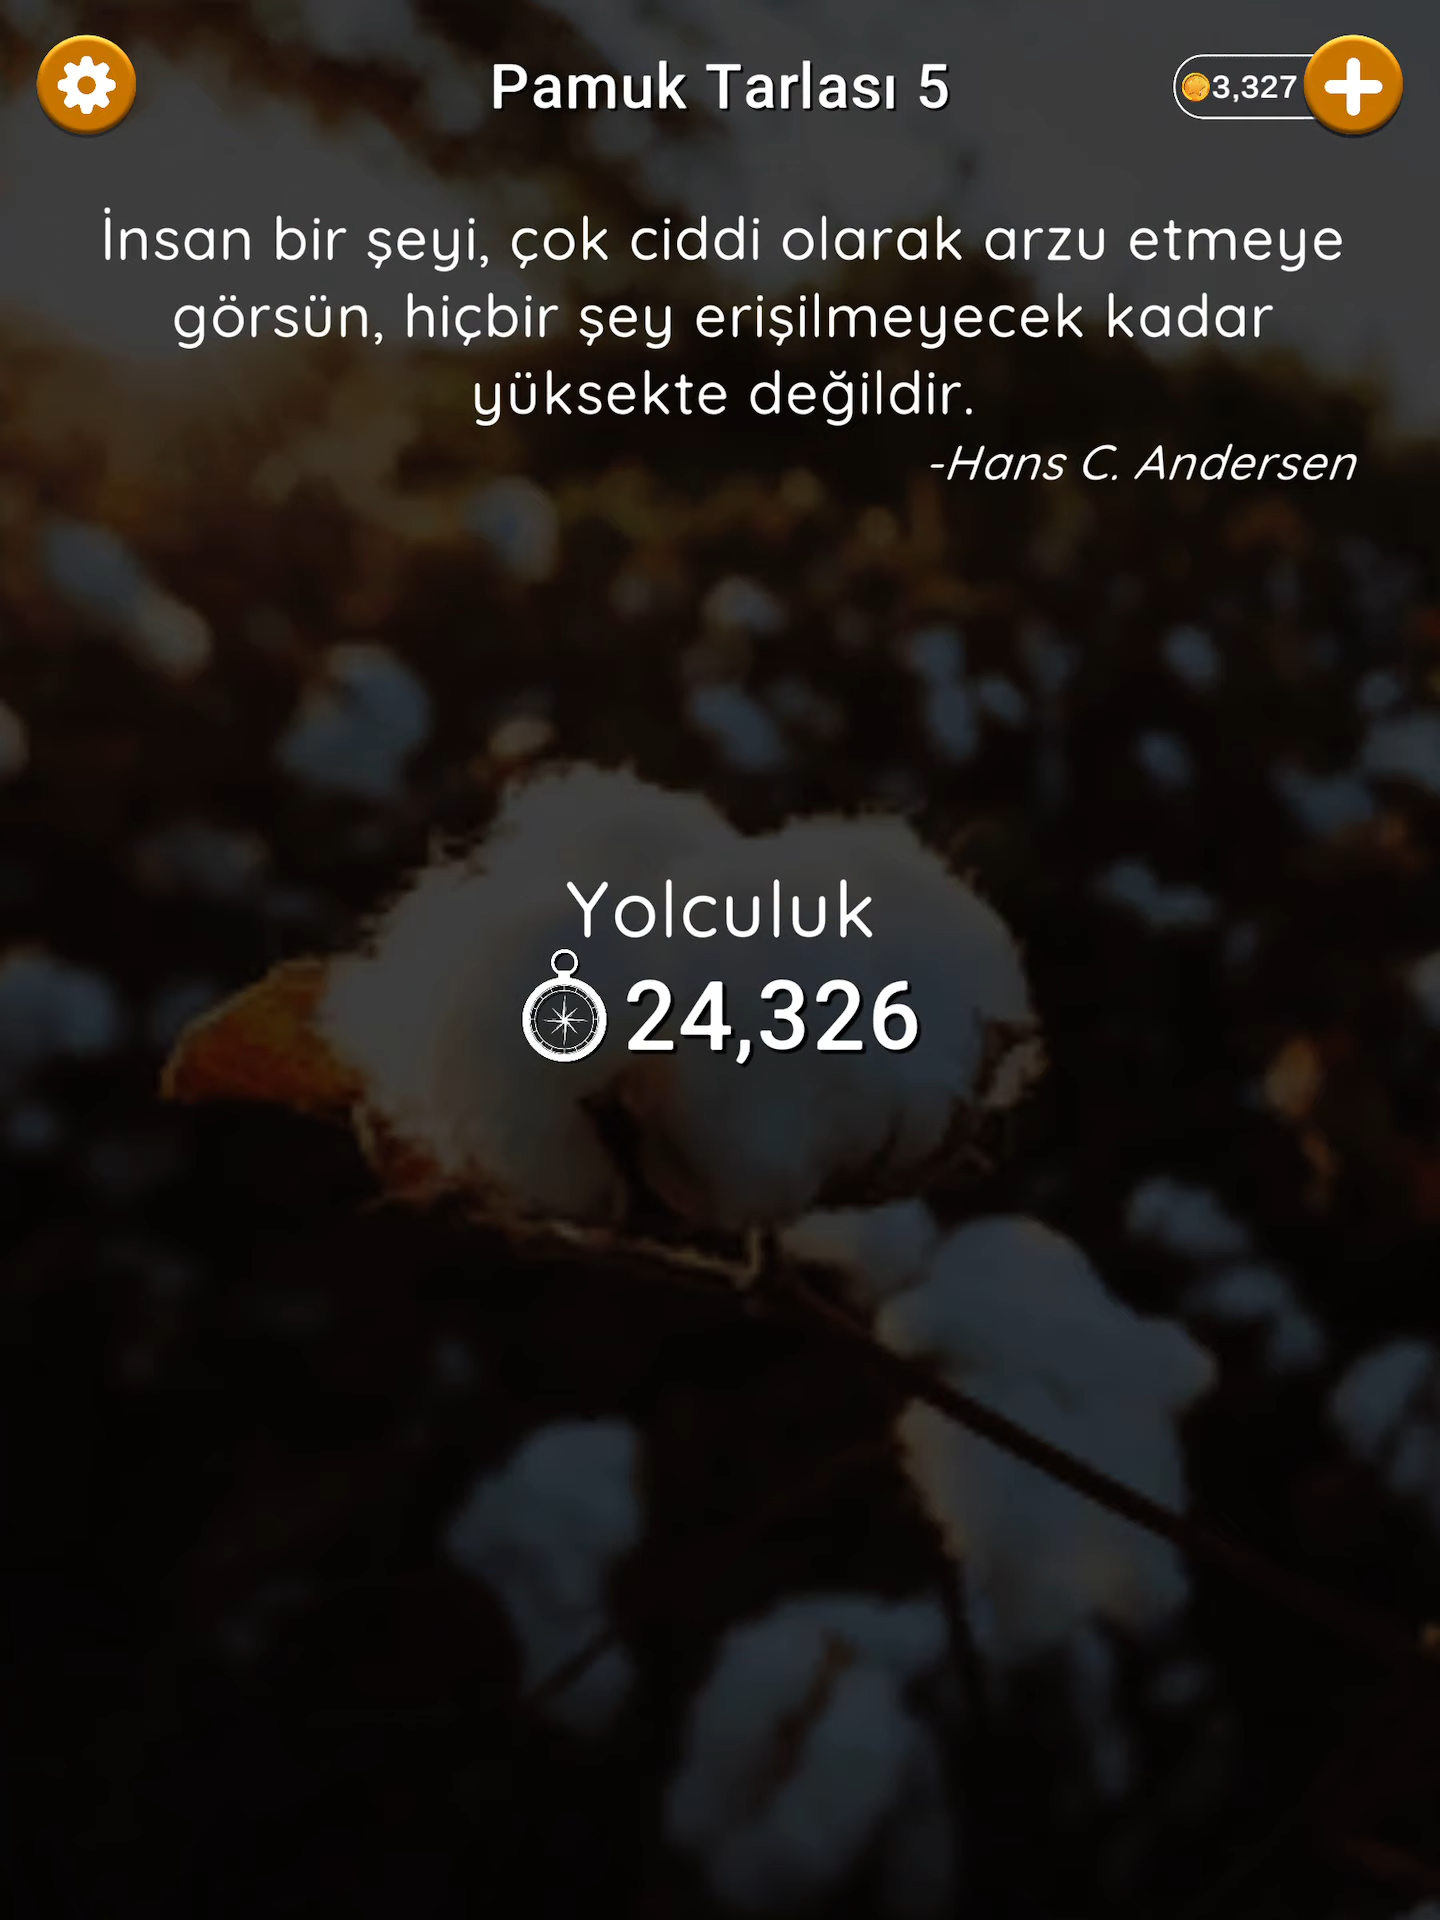 Pamuk Tarlası 5
3,327
İnsan bir şeyi, çok ciddi olarak arzu etmeye
görsün, hiçbir şey erişilmeyecek kadar
yüksekte değildir.
-Hans C. Andersen
Yolculuk
24,326